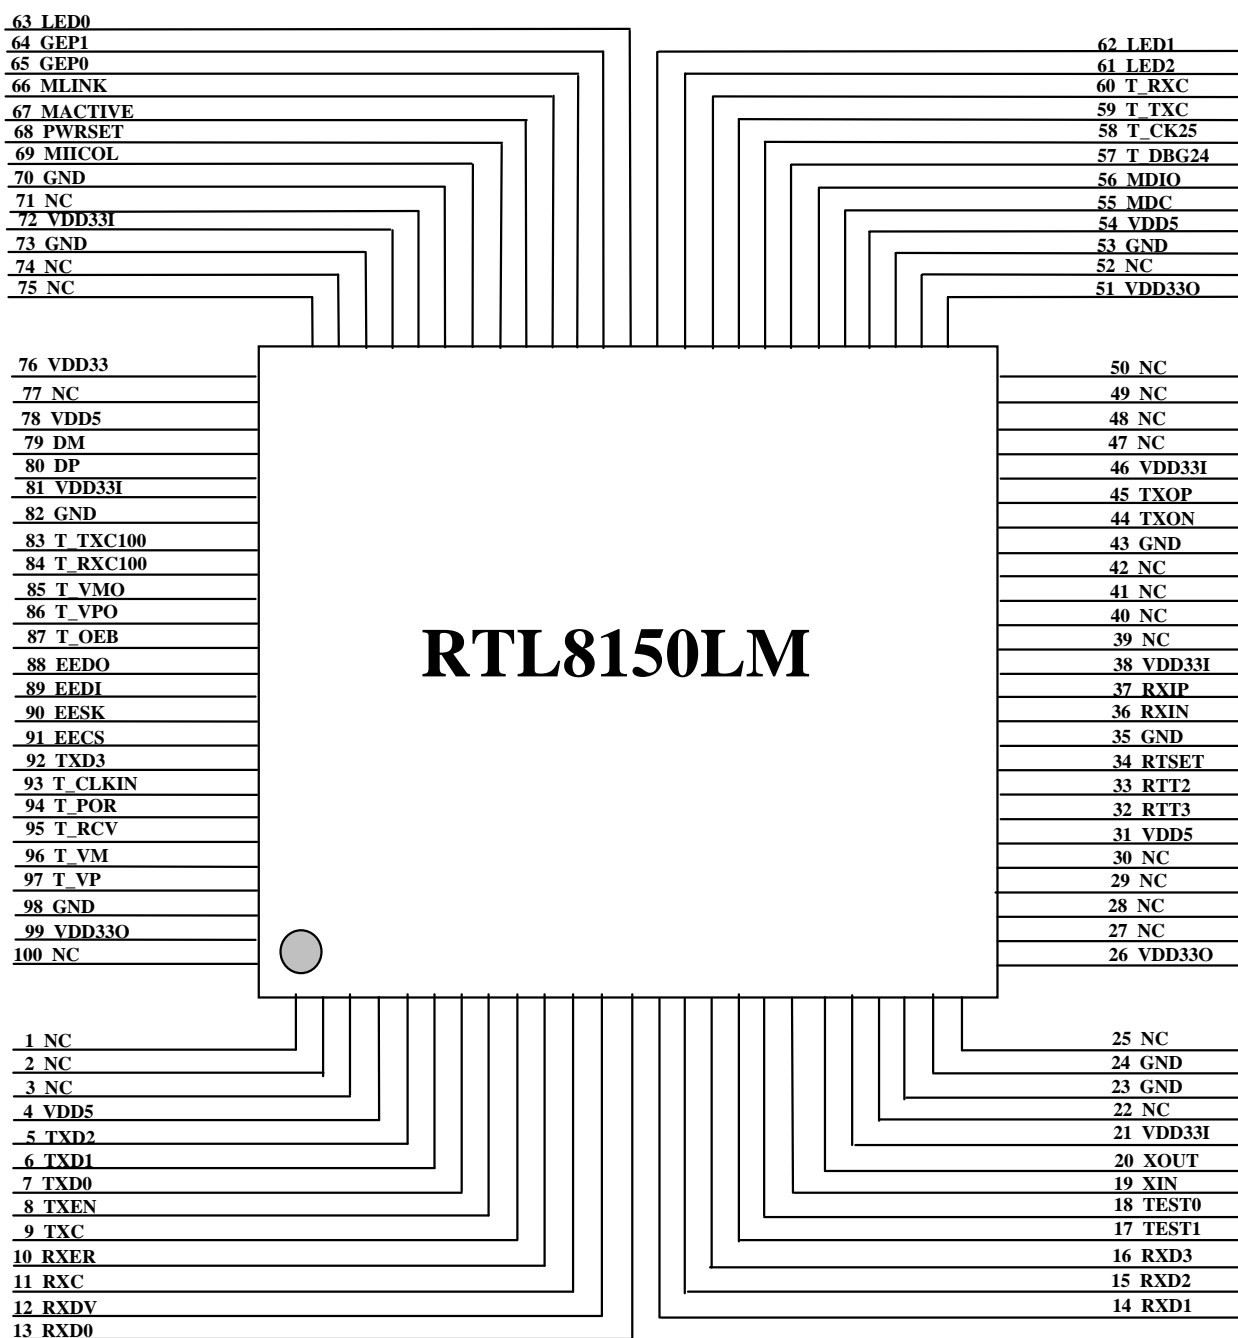 63 LED0
64 GEP1
65 GEP0
66 MLINK
67 MACTIVE
68 PWRSET
69 MIICOL
70 GND
71 NC
72 VDD33I
73 GND
74 NC
75 NC
62 LED1
61 LED2
60 T_RXC
59 T_TXC
58 T_CK25
57 T_DBG24
56 MDIO
55 MDC
54 VDD5
53 GND
52 NC
51 VDD33O
76 VDD33
77 NC
78 VDD5
79 DM
80 DP
81 VDD33I
82 GND
83 T_TXC100
84 T_RXC100
85 T_VMO
86 T_VPO
87 T_OEB
88 EEDO
89 EEDI
90 EESK
91 EECS
92 TXD3
93 T_CLKIN
94 T_POR
95 T_RCV
96 T_VM
97 T_VP
98 GND
99 VDD33O
100 NC
RTL8150LM
50 NC
49 NC
48 NC
47 NC
46 VDD33I
45 TXOP
44 TXON
43 GND
42 NC
41 NC
40 NC
39 NC
38 VDD33I
37 RXIP
36 RXIN
35 GND
34 RTSET
33 RTT2
32 RTT3
31 VDD5
30 NC
29 NC
28 NC
27 NC
26 VDD33O
1 NC
2 NC
3 NC
4 VDD5
5 TXD2
6 TXD1
7 TXD0
8 TXEN
9 TXC
10 RXER
11 RXC
12 RXDV
13 RXD0
25 NC
24 GND
23 GND
22 NC
21 VDD33I
20 XOUT
19 XIN
18 TEST0
17 TEST1
16 RXD3
15 RXD2
14 RXD1